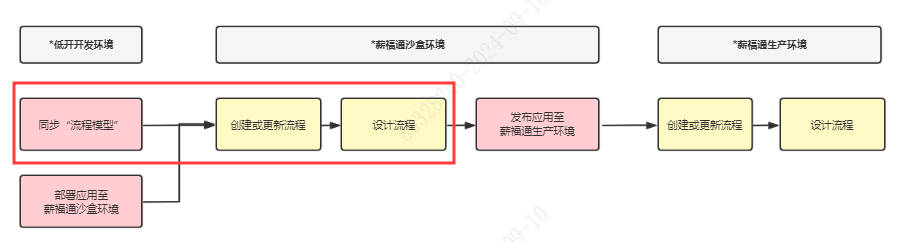 *低开开发环境
*薪福通沙盒环境
*薪福通生产环境
同步“流程模型”
创建或更新流程
设计流程
发布应用至
薪福通生产环境
创建或更新流程
设计流程
部署应用至
薪福通沙盒环境